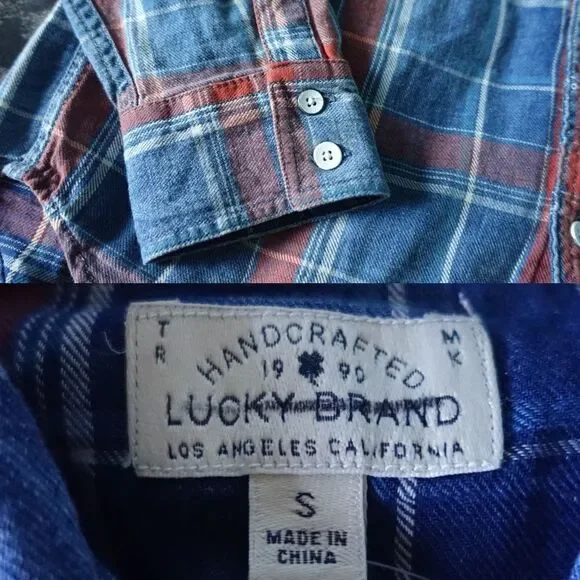 TR
MK
HANDCRAFTED
19 90
LUCKY BRAND
LOS ANGELES CALIFORNIA
S
MADE IN
CHINA